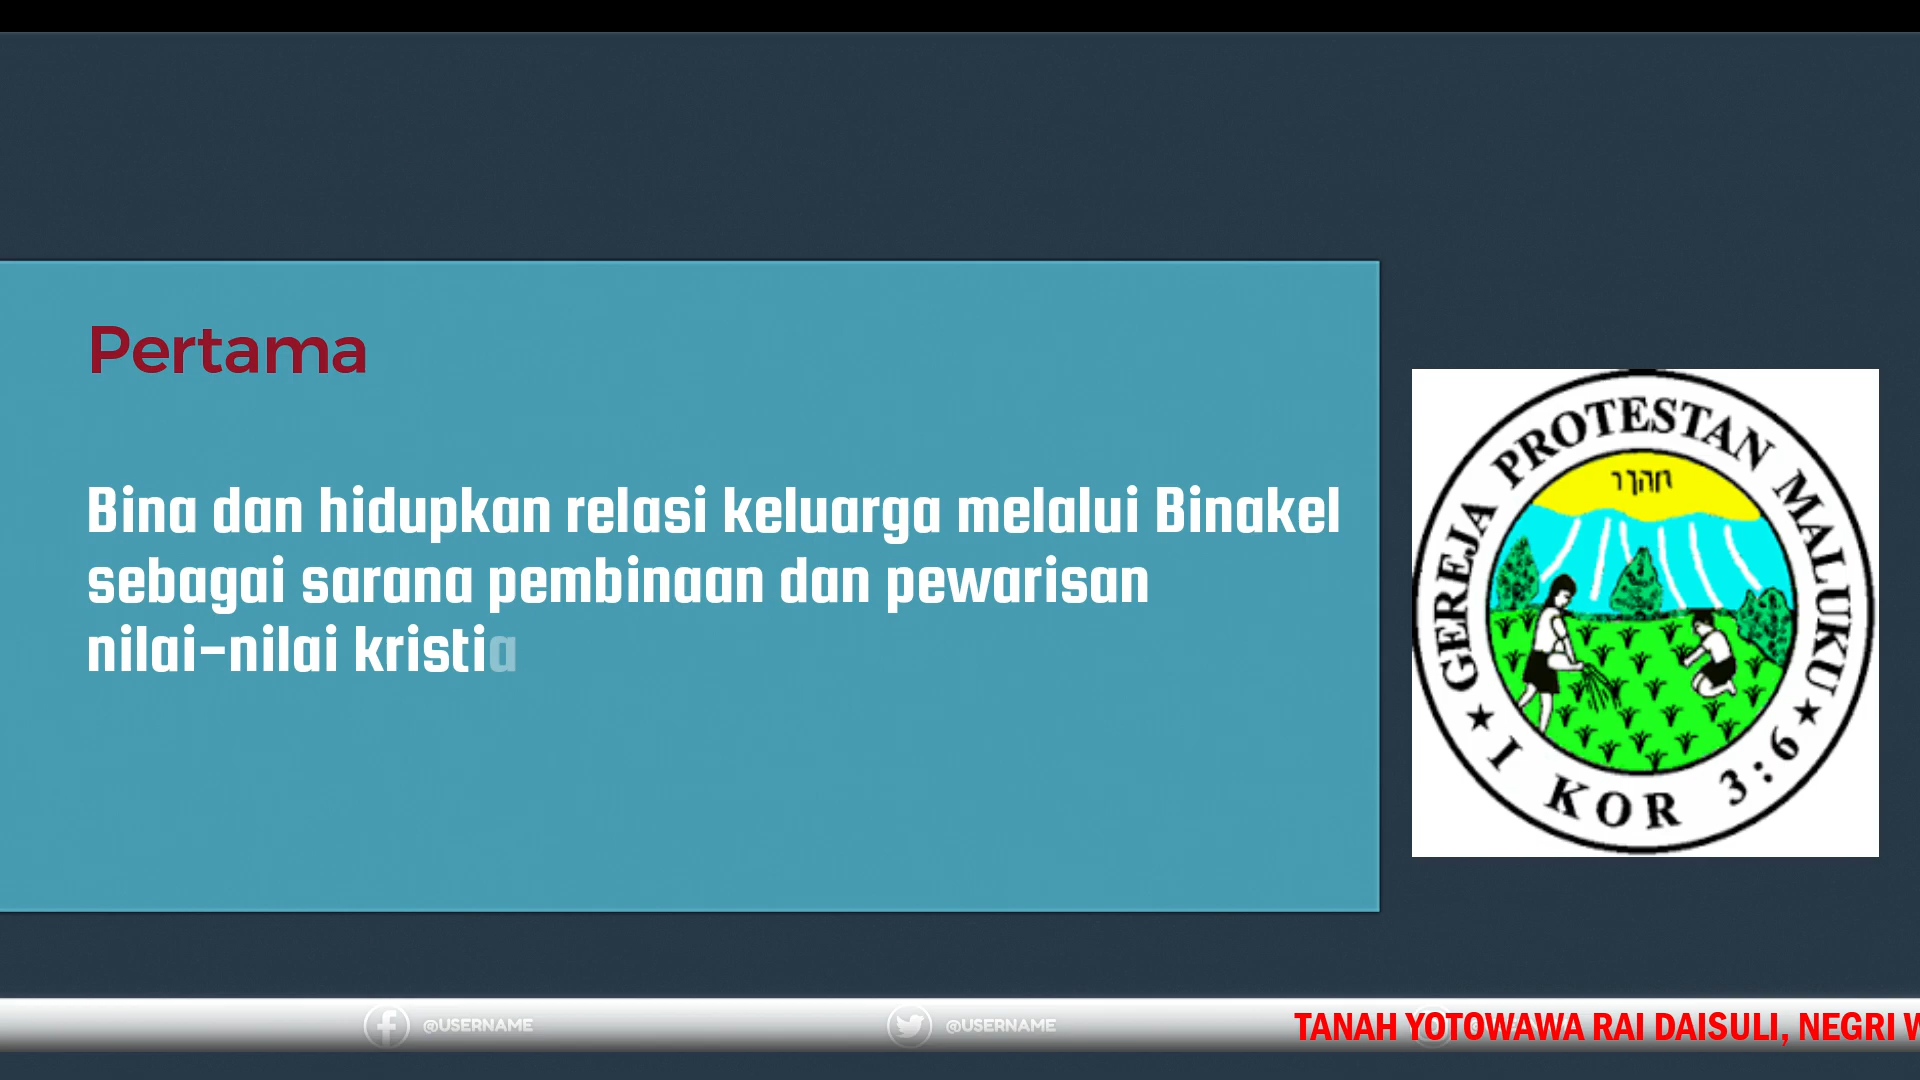 Pertama
Bina dan hidupkan relasi keluarga melalui Binakel
sebagai sarana pembinaan dan pewarisan
nilai-nilai kristia
GEREJA PROTESTAN MALUKU
I KOR 3:6
@USERNAME
@USERNAME
TANAH YOTOWAWA RAI DAISULI, NEGRI